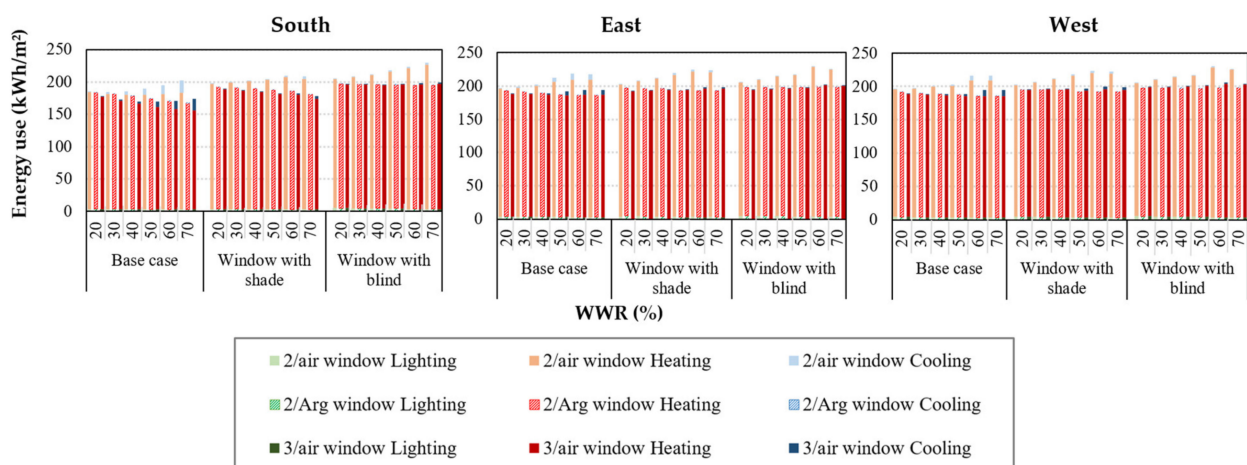 South East West
Energy use (kWh/m²)
250 250 250
200 200 200
150 150 150
100 100 100
50 50 50
0 0 0
20 30 40 50 60 70 20 30 40 50 60 70 20 30 40 50 60 70 20 30 40 50 60 70 20 30 40 50 60 70 20 30 40 50 60 70 20 30 40 50 60 70 20 30 40 50 60 70 20 30 40 50 60 70
Base case Window with Window with Base case Window with Window with Base case Window with Window with
shade blind shade blind shade blind
WWR (%)
2/air window Lighting 2/air window Heating 2/air window Cooling
2/Arg window Lighting 2/Arg window Heating 2/Arg window Cooling
3/air window Lighting 3/air window Heating 3/air window Cooling